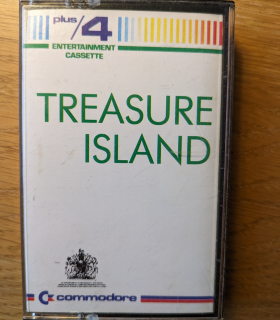 plus/4
ENTERTAINMENT
CASSETTE
TREASURE
ISLAND
commodore